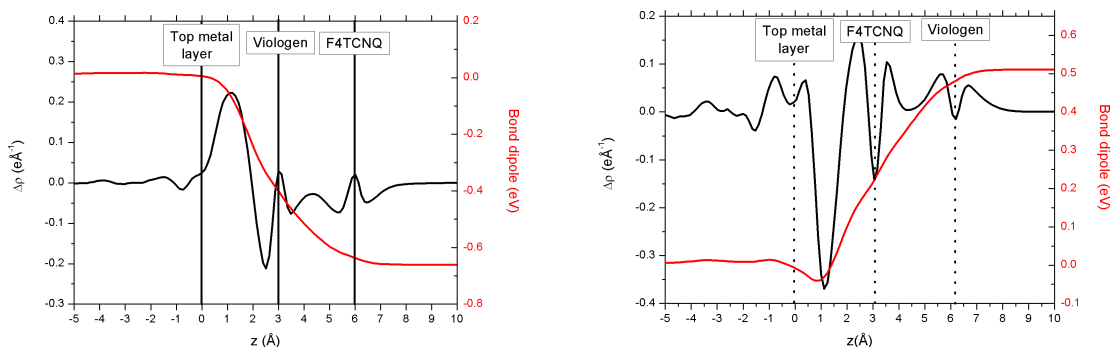 0.4
0.3
0.2
0.1
0.0
-0.1
-0.2
-0.3
Δρ (eÅ-1)
Top metal
layer
Viologen
F4TCNQ
0.2
0.0
-0.2
-0.4
-0.6
-0.8
Bond dipole (eV)
-5 -4 -3 -2 -1 0 1 2 3 4 5 6 7 8 9 10
z (Å)
0.2
0.1
0.0
-0.1
-0.2
-0.3
-0.4
Δρ (eÅ-1)
Top metal
layer
F4TCNQ
Viologen
0.6
0.5
0.4
0.3
0.2
0.1
0.0
-0.1
Bond dipole (eV)
-5 -4 -3 -2 -1 0 1 2 3 4 5 6 7 8 9 10
z(Å)